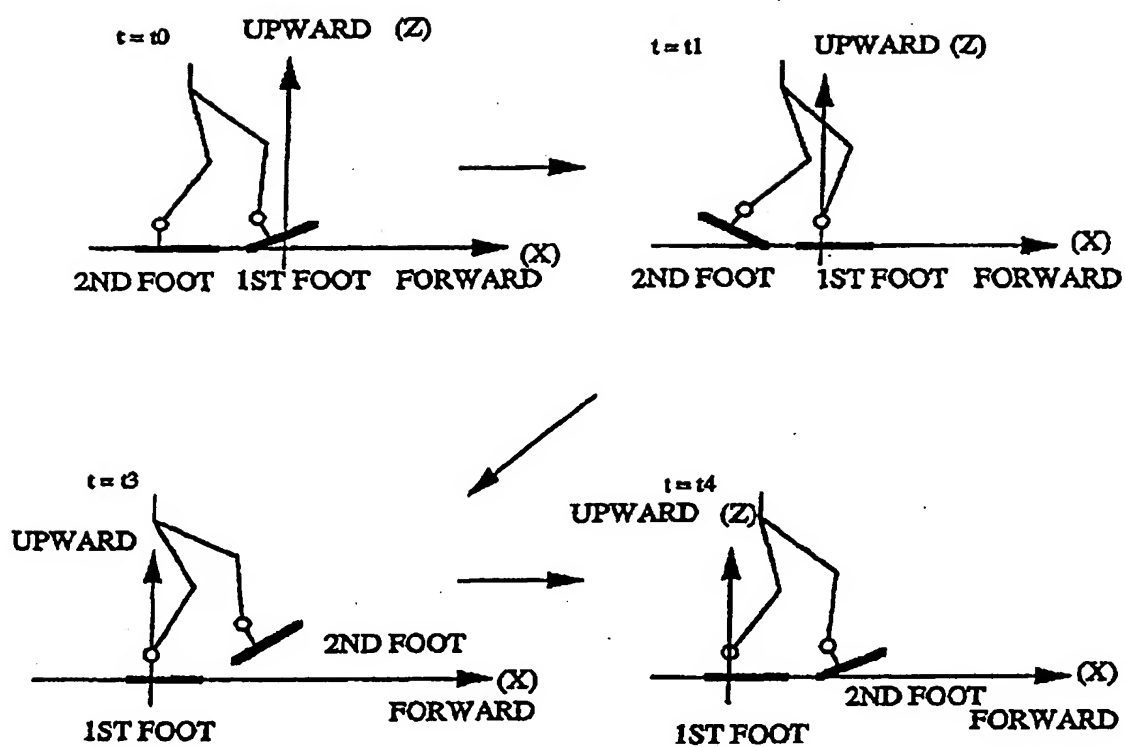 t = t0
UPWARD (Z)
(X)
2ND FOOT 1ST FOOT FORWARD
t = t1
UPWARD (Z)
(X)
2ND FOOT 1ST FOOT FORWARD
t = t3
UPWARD
2ND FOOT
(X)
FORWARD
1ST FOOT
t = t4
UPWARD (Z)
(X)
2ND FOOT
FORWARD
1ST FOOT